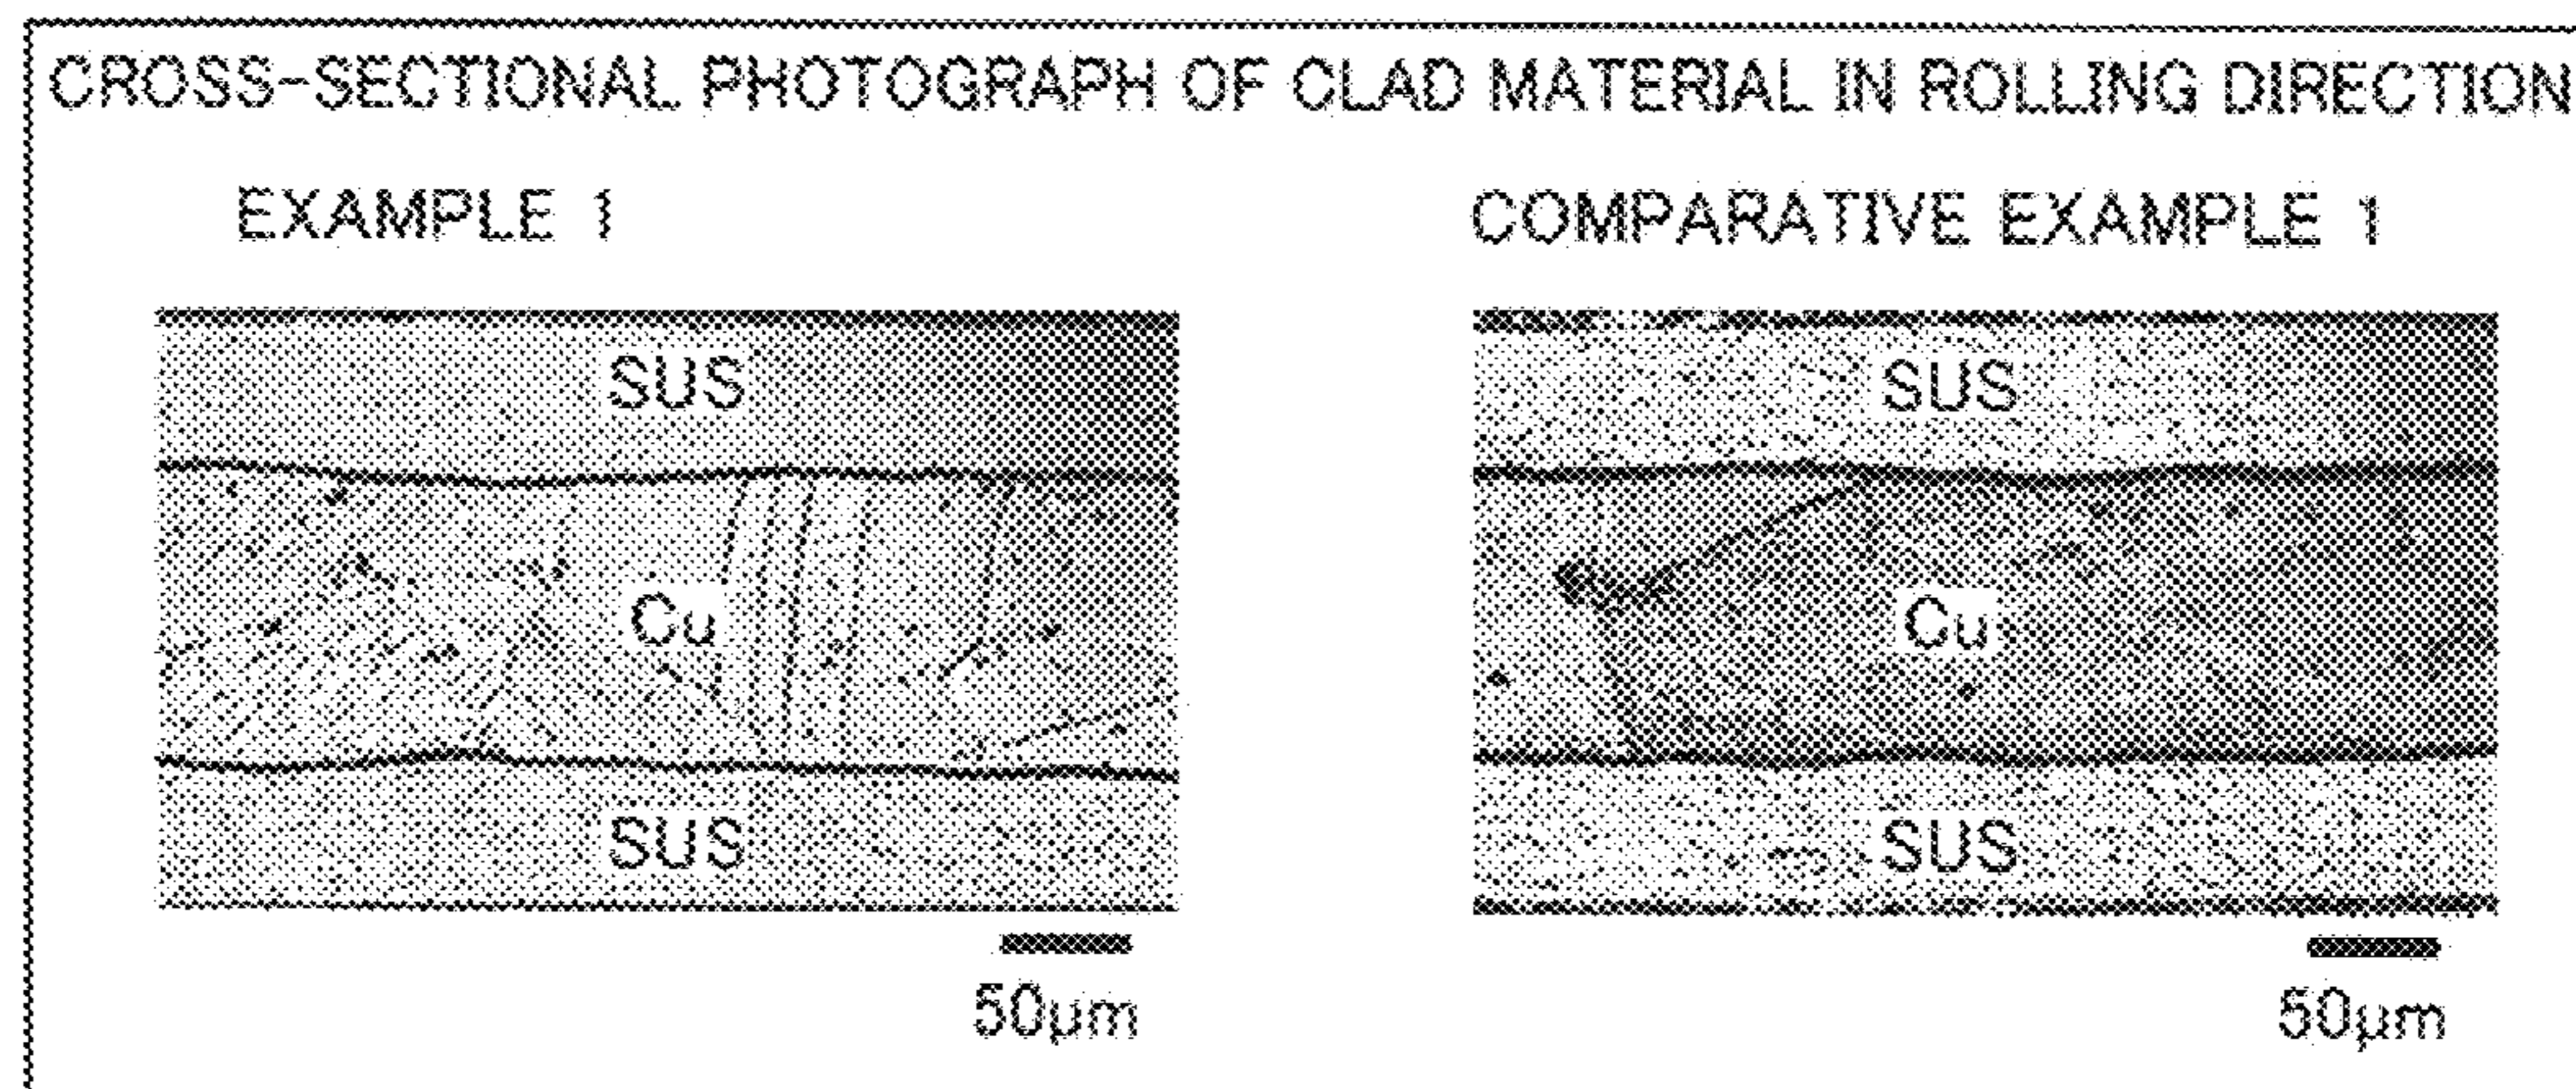 CROSS-SECTIONAL PHOTOGRAPH OF CLAD MATERIAL IN ROLLING DIRECTION
EXAMPLE 1
COMPARATIVE EXAMPLE 1
SUS
Cu
SUS
50μm
SUS
Cu
SUS
50μm